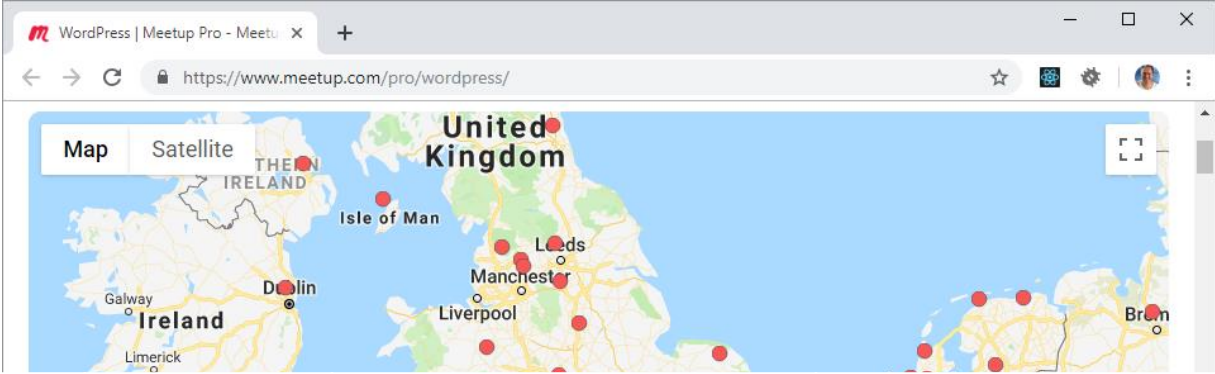 WordPress | Meetup Pro - Meetu
https://www.meetup.com/pro/wordpress/
Map
Satellite
United
Kingdom
THERN
IRELAND
Isle of Man
Leeds
Manchester
Liverpool
Dublin
Galway
Ireland
Limerick
Brem